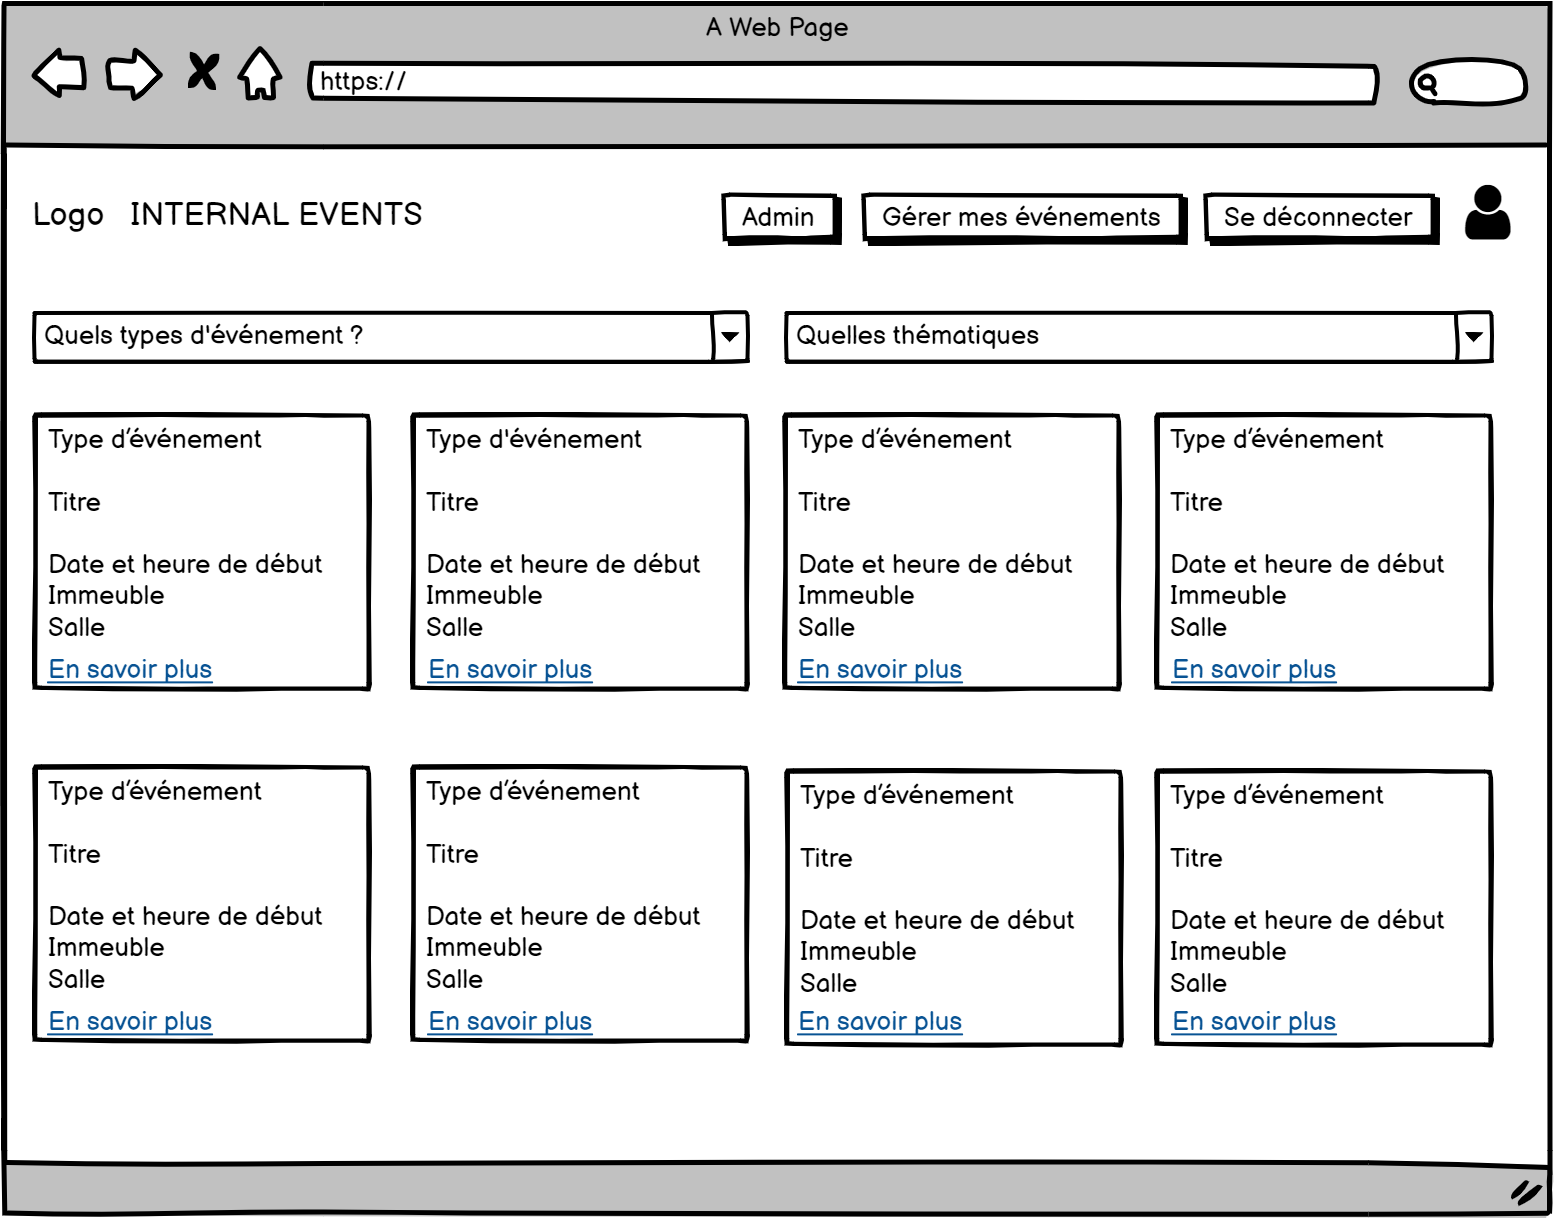 A Web Page
https://
Logo INTERNAL EVENTS Admin Gérer mes événements Se déconnecter
Quels types d'événement ? Quelles thématiques
Type d’événement Type d'événement Type d’événement Type d’événement
Titre Titre Titre Titre
Date et heure de début Date et heure de début Date et heure de début Date et heure de début
Immeuble Immeuble Immeuble Immeuble
Salle Salle Salle Salle
En savoir plus En savoir plus En savoir plus En savoir plus
Type d’événement Type d’événement Type d’événement Type d’événement
Titre Titre Titre Titre
Date et heure de début Date et heure de début Date et heure de début Date et heure de début
Immeuble Immeuble Immeuble Immeuble
Salle Salle Salle Salle
En savoir plus En savoir plus En savoir plus En savoir plus